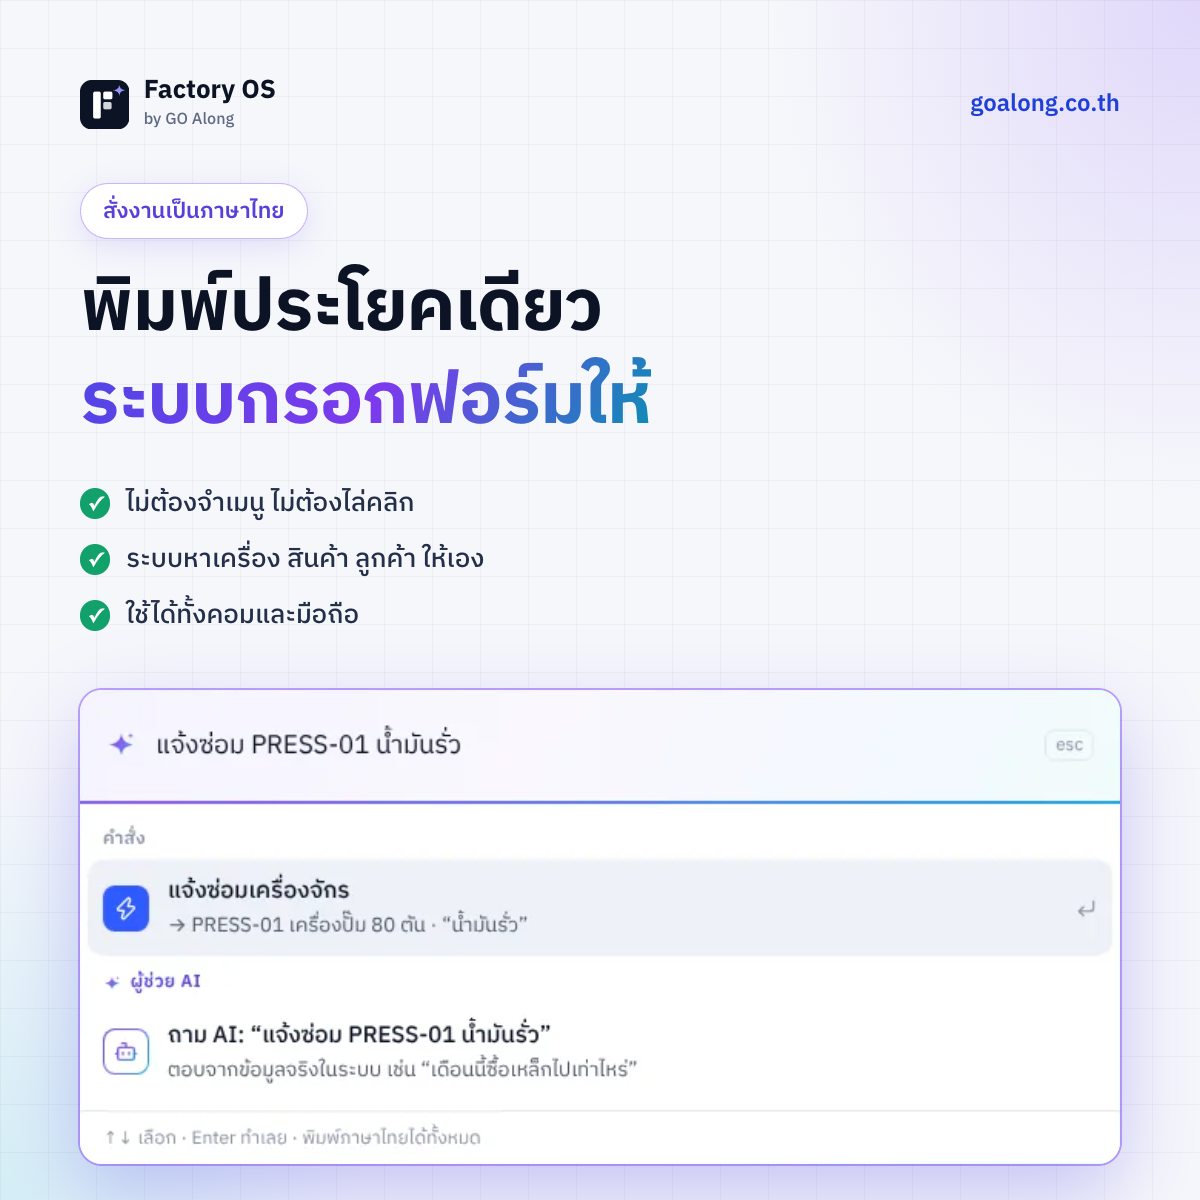 Factory OS
by GO Along
goalong.co.th
สั่งงานเป็นภาษาไทย
พิมพ์ประโยคเดียว
ระบบกรอกฟอร์มให้
ไม่ต้องจำเมนู ไม่ต้องไล่คลิก
ระบบหาเครื่อง สินค้า ลูกค้า ให้เอง
ใช้ได้ทั้งคอมและมือถือ
แจ้งซ่อม PRESS-01 น้ำมันรั่ว
esc
คำสั่ง
แจ้งซ่อมเครื่องจักร
→ PRESS-01 เครื่องปั๊ม 80 ตัน · “น้ำมันรั่ว”
ผู้ช่วย AI
ถาม AI: “แจ้งซ่อม PRESS-01 น้ำมันรั่ว”
ตอบจากข้อมูลจริงในระบบ เช่น “เดือนนี้ซื้อเหล็กไปเท่าไหร่”
↑↓ เลือก · Enter ทำเลย · พิมพ์ภาษาไทยได้ทั้งหมด